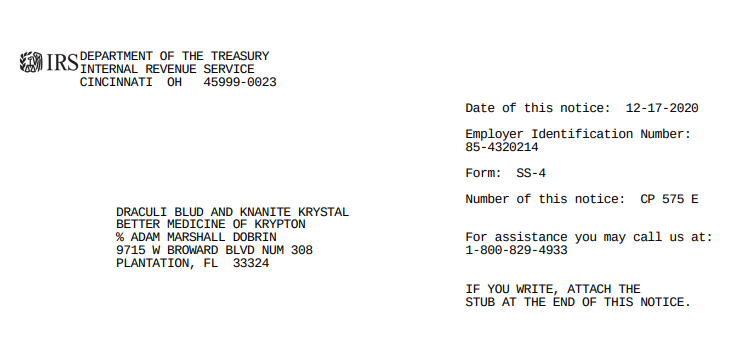 IRS DEPARTMENT OF THE TREASURY
INTERNAL REVENUE SERVICE
CINCINNATI OH 45999-0023
Date of this notice: 12-17-2020
Employer Identification Number:
85-4320214
Form: SS-4
Number of this notice: CP 575 E
DRACULI BLUD AND KNANITE KRYSTAL
BETTER MEDICINE OF KRYPTON
% ADAM MARSHALL DOBRIN
9715 W BROWARD BLVD NUM 308
PLANTATION, FL 33324
For assistance you may call us at:
1-800-829-4933
IF YOU WRITE, ATTACH THE
STUB AT THE END OF THIS NOTICE.